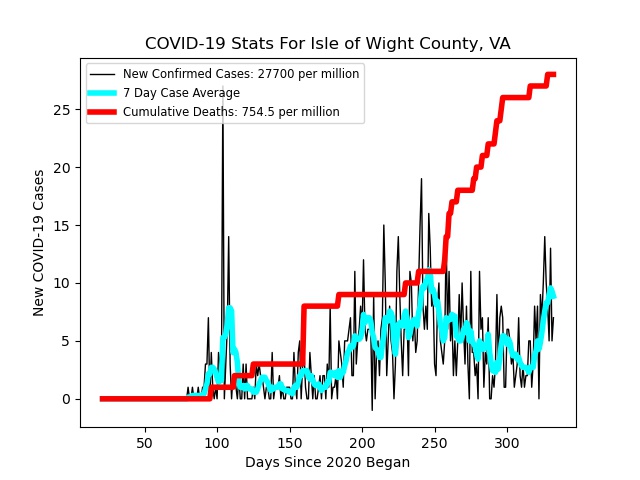 COVID-19 Stats For Isle of Wight County, VA
New Confirmed Cases: 27700 per million
7 Day Case Average
Cumulative Deaths: 754.5 per million
New COVID-19 Cases
25
20
15
10
5
0
50 100 150 200 250 300
Days Since 2020 Began